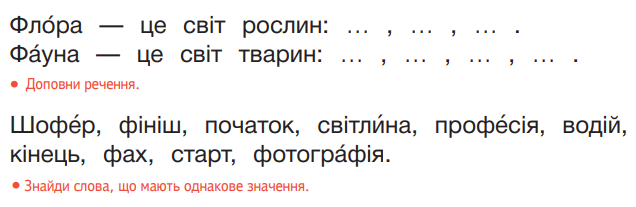 Фло́ра — це світ рослин: ... , ... , ... .
Фа́уна — це світ тварин: ... , ... , ... , ... .
• Доповни речення.
Шофе́р, фініш, початок, світли́на, профе́сія, водій,
кінець, фах, старт, фотогра́фія.
• Знайди слова, що мають однакове значення.